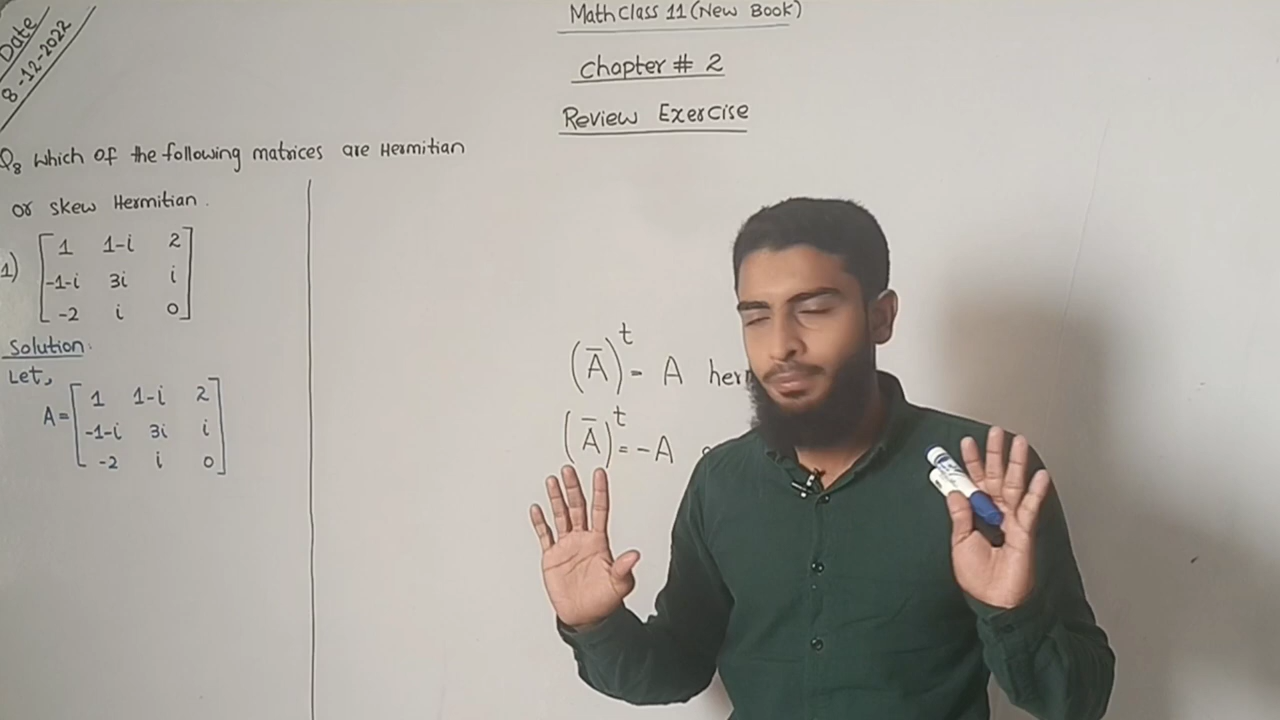 Date
8-12-2022
Math Class 11 (New Book)
Chapter # 2
Review Exercise
Q8 Which of the following matrices are Hermitian
or skew Hermitian.
1) [1 1-i 2
-1-i 3i i
-2 i 0]
Solution:
Let,
A = [1 1-i 2
-1-i 3i i
-2 i 0]
(Ā)^t = A her
(Ā)^t = -A